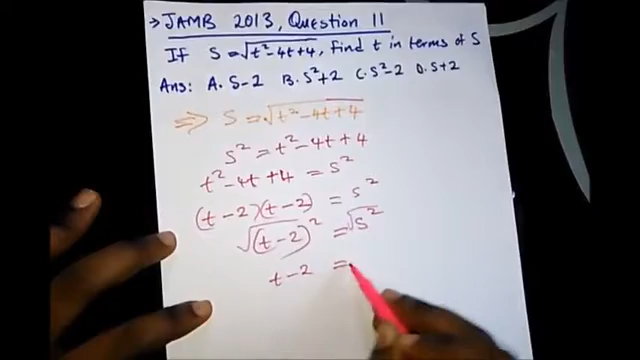 →JAMB 2013, Question 11
If S=√t²-4t+4, find t in terms of S
Ans: A. S-2 B. S²+2 C. S²-2 D. S+2
⇒ S = √t²-4t+4
S² = t²-4t+4
t²-4t+4 = S²
(t-2)(t-2) = S²
√(t-2)² = √S²
t-2 =